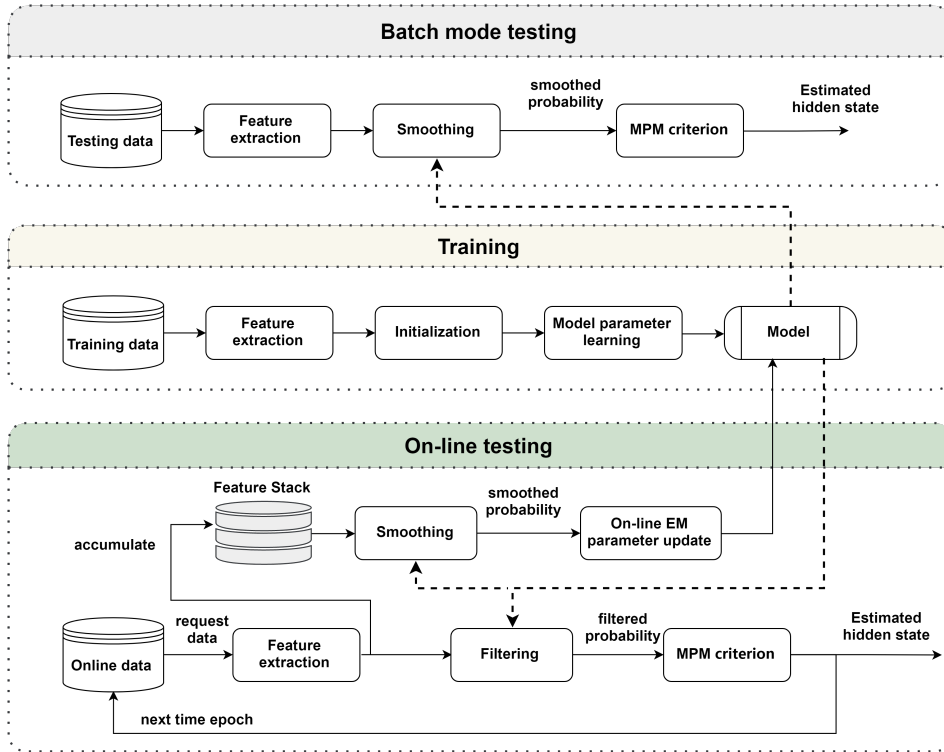 Batch mode testing
Testing data
Feature
extraction
Smoothing
smoothed
probability
MPM criterion
Estimated
hidden state
Training
Training data
Feature
extraction
Initialization
Model parameter
learning
Model
On-line testing
Feature Stack
accumulate
Smoothing
smoothed
probability
On-line EM
parameter update
Online data
request
data
Feature
extraction
Filtering
filtered
probability
MPM criterion
Estimated
hidden state
next time epoch